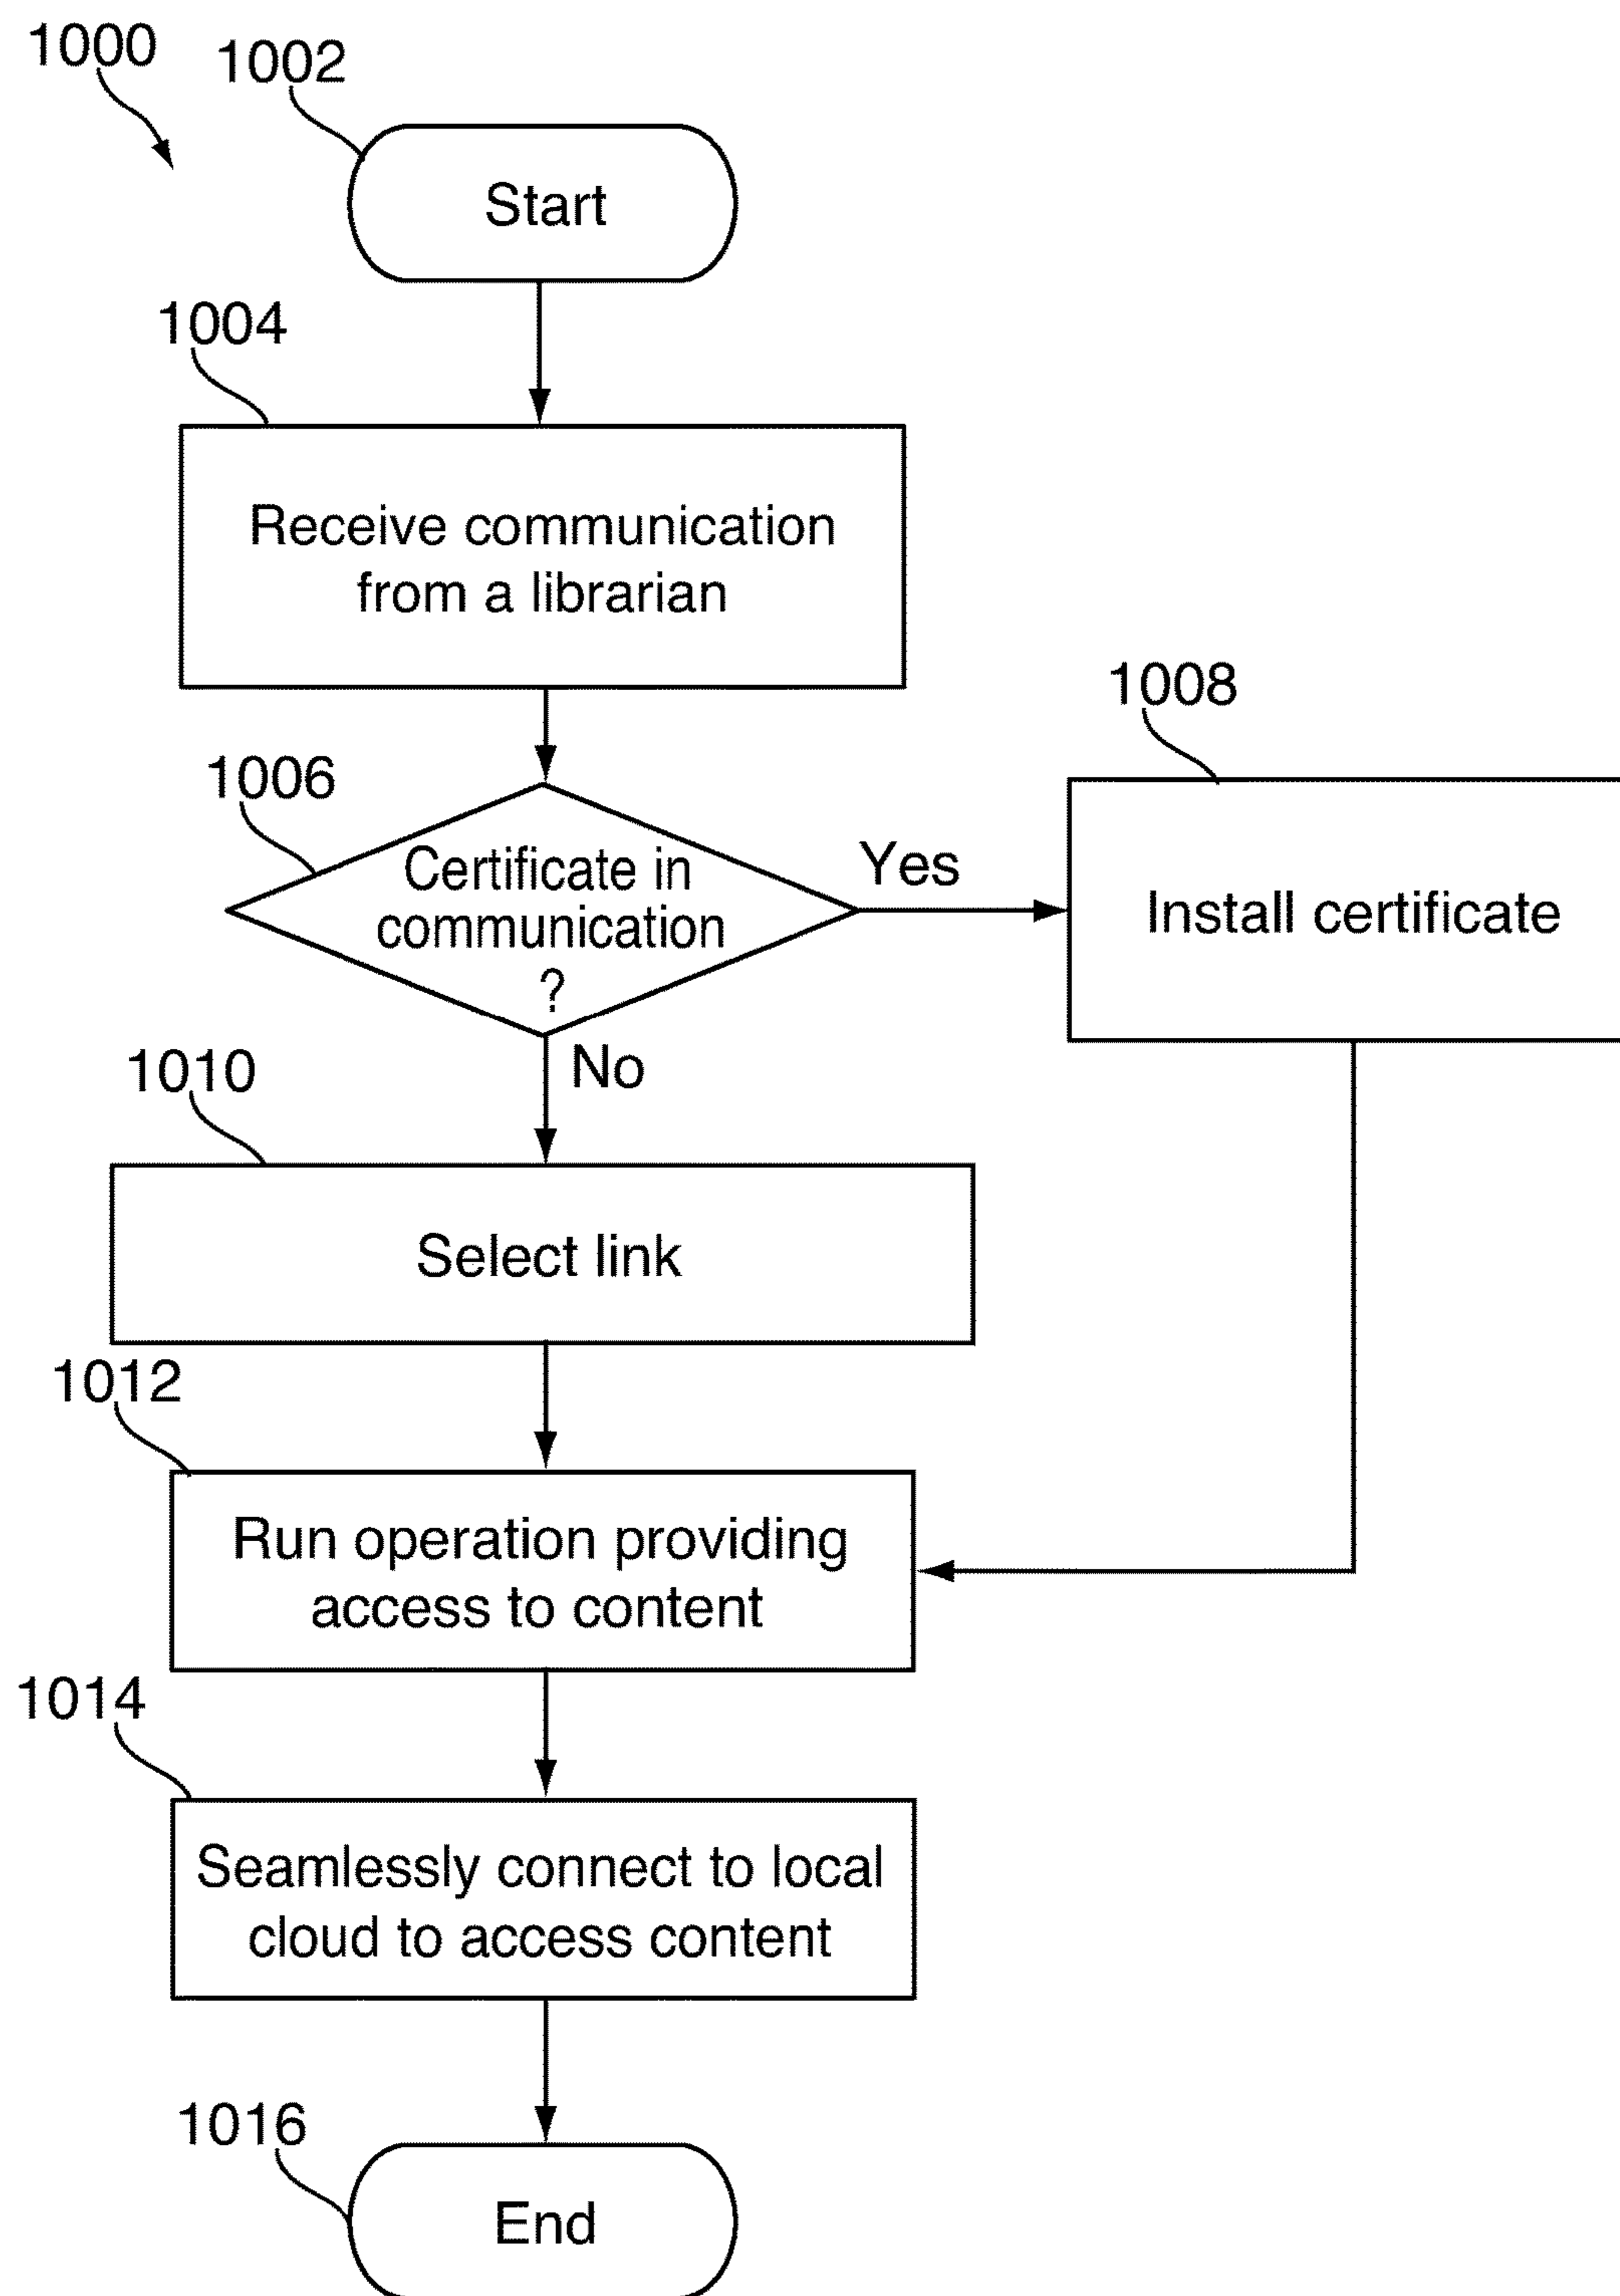 1000
1002
Start
1004
Receive communication
from a librarian
1006
Certificate in
communication
?
Yes
1008
Install certificate
No
1010
Select link
1012
Run operation providing
access to content
1014
Seamlessly connect to local
cloud to access content
1016
End